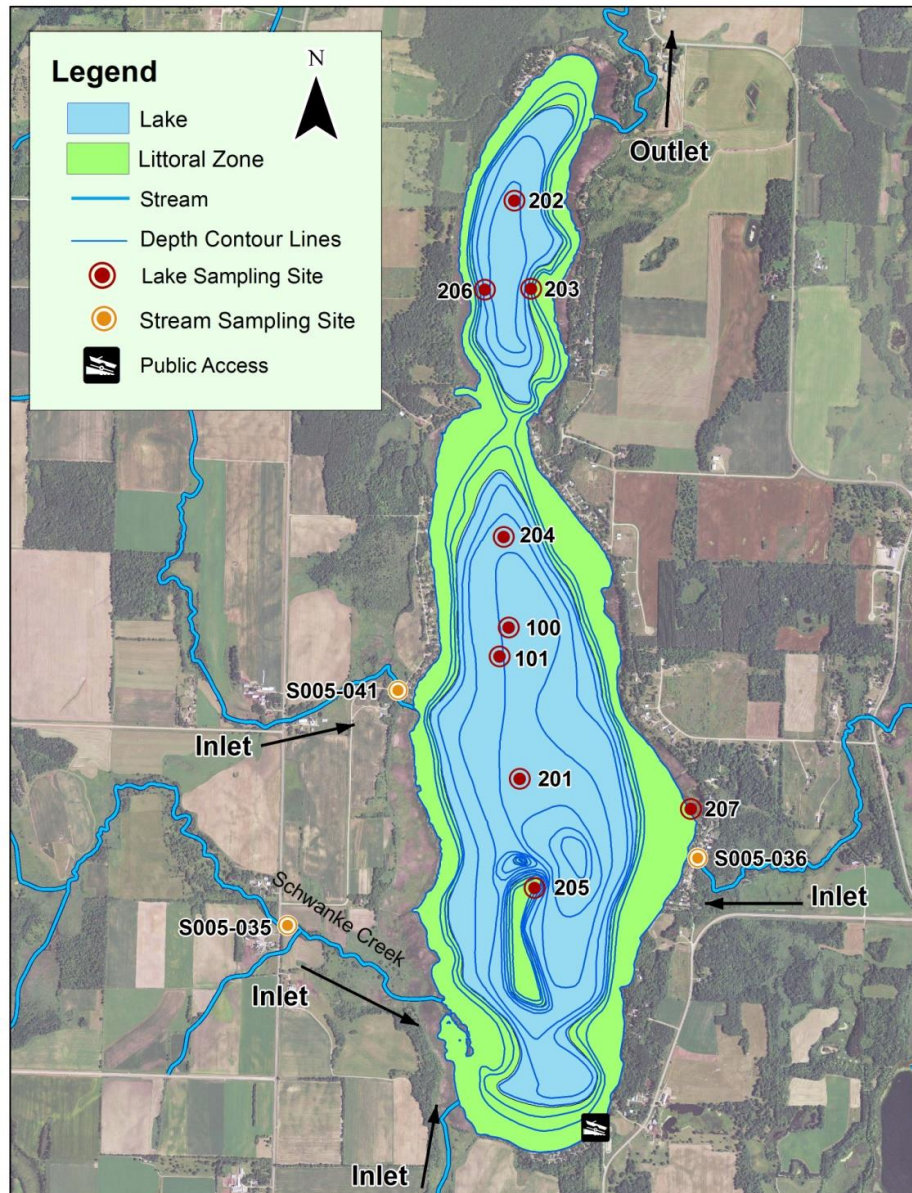 Legend
N
Lake
Littoral Zone
Stream
Depth Contour Lines
Lake Sampling Site
Stream Sampling Site
Public Access
Outlet
202
206
203
204
100
101
S005-041
Inlet
201
207
S005-036
205
Inlet
Schwanke Creek
S005-035
Inlet
Inlet